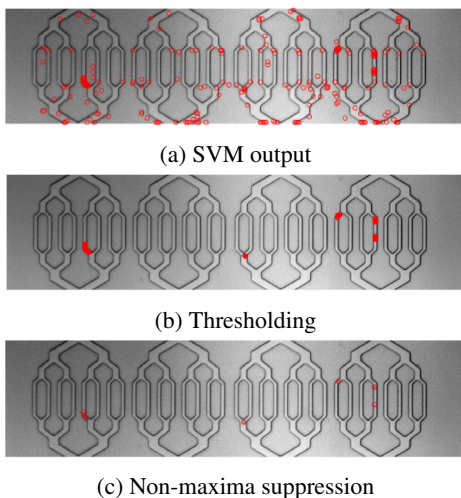 (a) SVM output
(b) Thresholding
(c) Non-maxima suppression